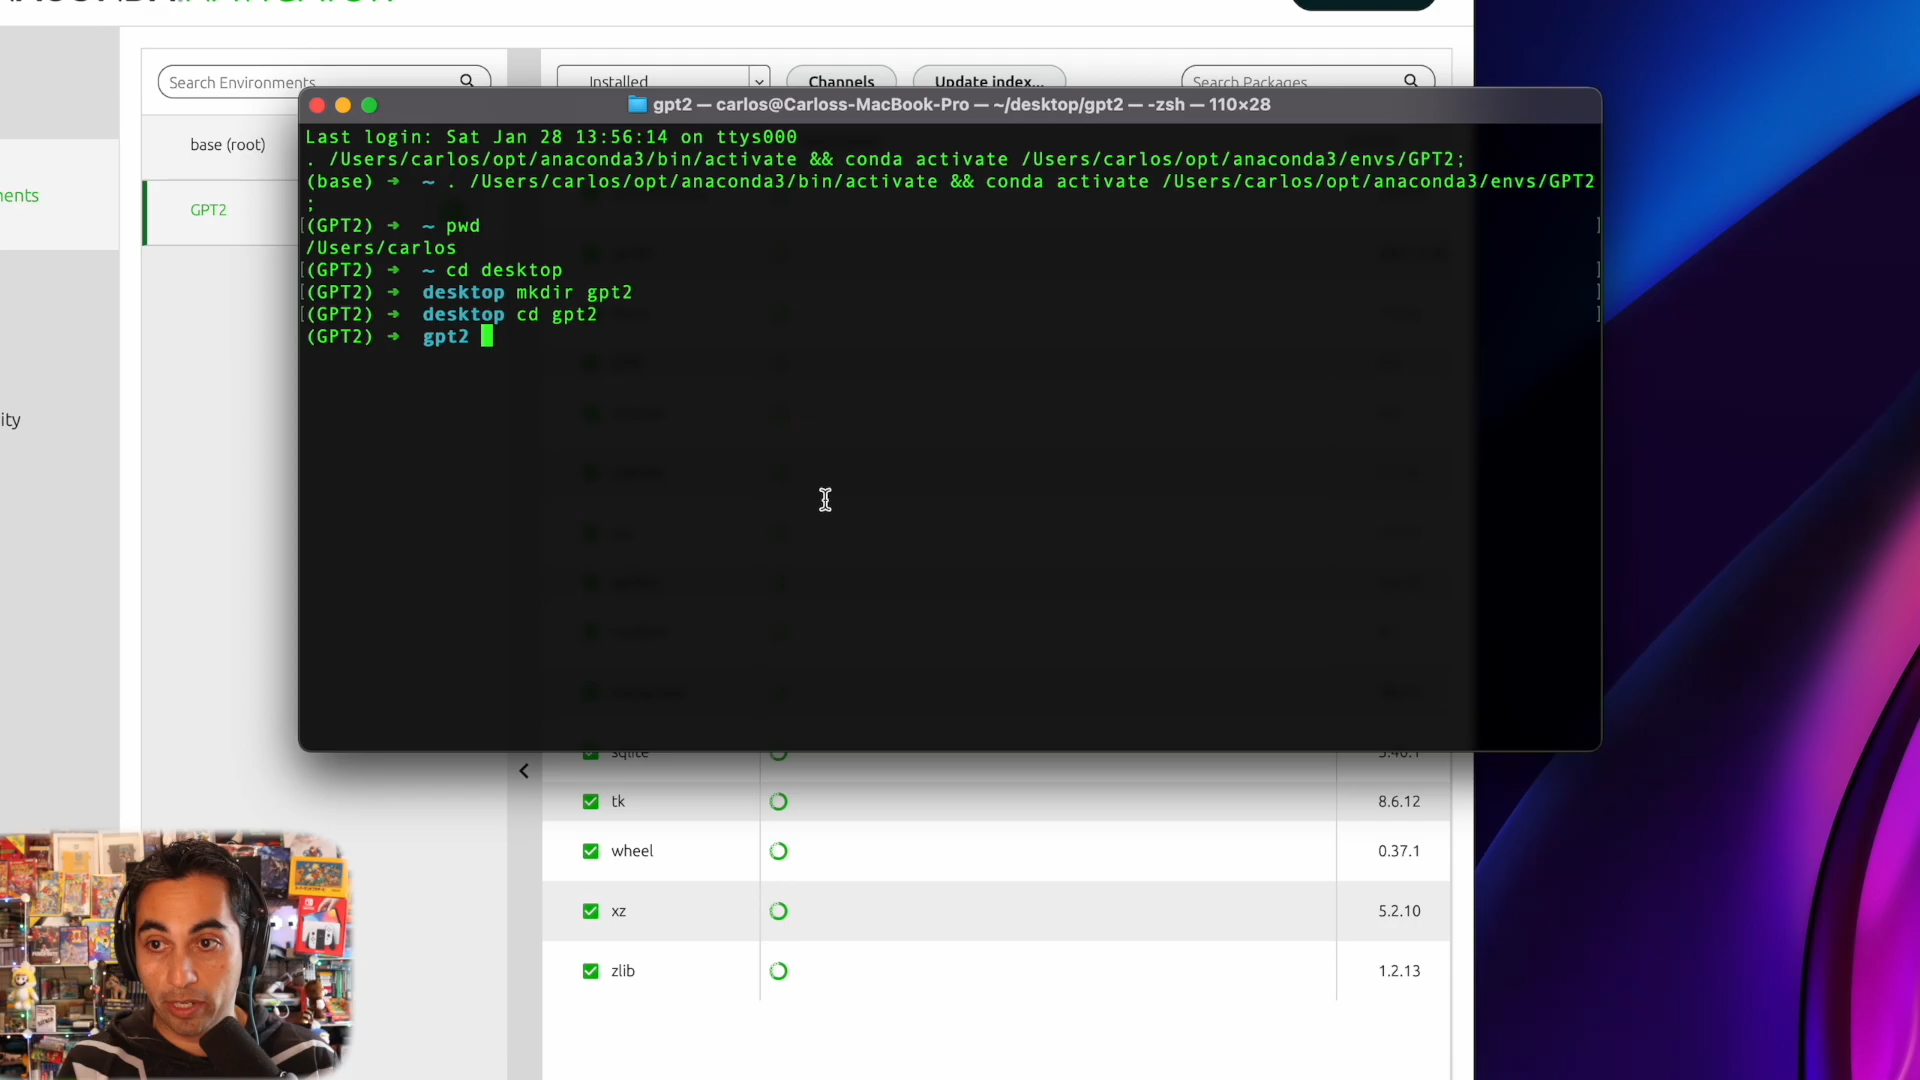 Search Environments
Installed
Channels
Update index...
Search Packages
base (root)
GPT2
gpt2 — carlos@Carloss-MacBook-Pro — ~/desktop/gpt2 — -zsh — 110×28
Last login: Sat Jan 28 13:56:14 on ttys000
. /Users/carlos/opt/anaconda3/bin/activate && conda activate /Users/carlos/opt/anaconda3/envs/GPT2;
(base) → ~ . /Users/carlos/opt/anaconda3/bin/activate && conda activate /Users/carlos/opt/anaconda3/envs/GPT2
;
[(GPT2) → ~ pwd ]
/Users/carlos
[(GPT2) → ~ cd desktop ]
[(GPT2) → desktop mkdir gpt2 ]
[(GPT2) → desktop cd gpt2 ]
(GPT2) → gpt2
ents
ity
sqlite
tk 8.6.12
wheel 0.37.1
xz 5.2.10
zlib 1.2.13